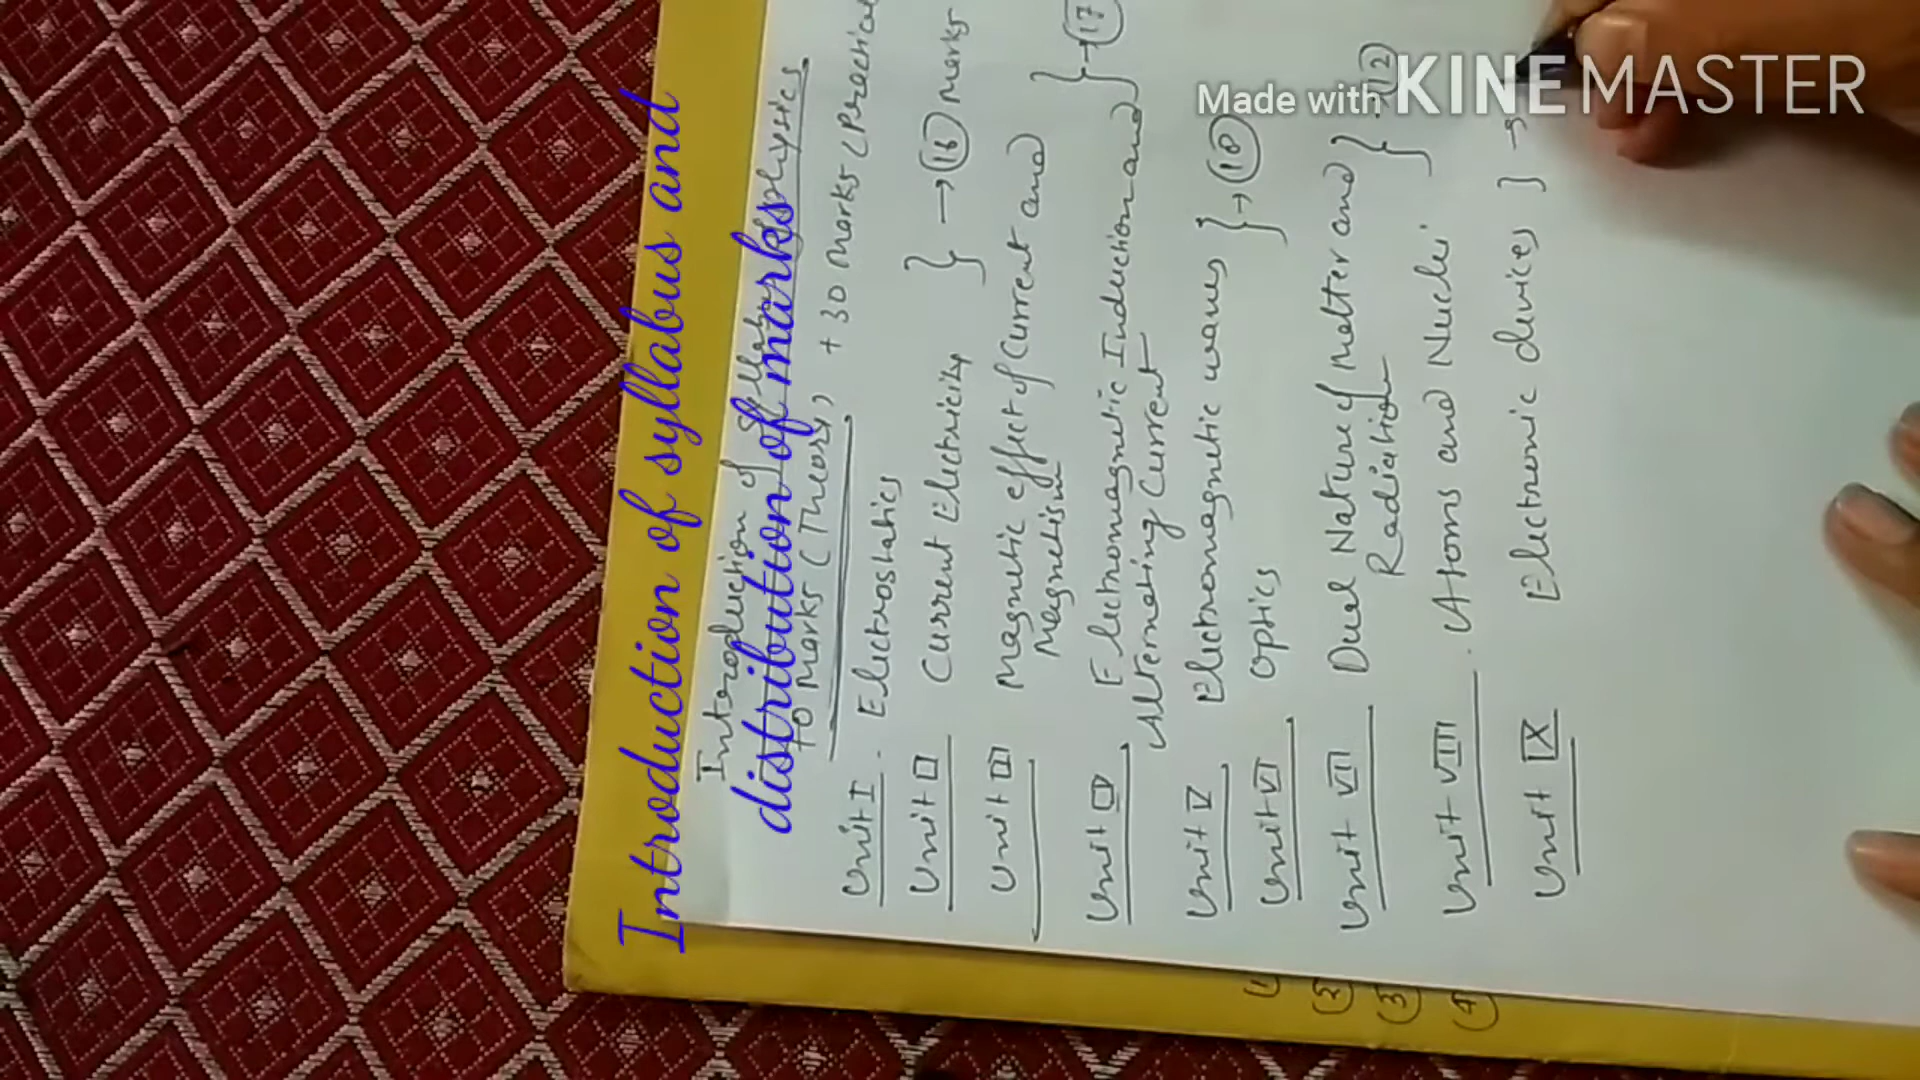 Introduction of syllabus and
distribution of marks
Introduction of Syllabus Physics
70 Marks (Theory) + 30 Marks (Practical
Unit I. Electrostatics
Unit II Current Electricity } → 16 Marks
Unit III Magnetic effect of Current and
Magnetism
Unit IV Electromagnetic Induction and } → 17
Alternating Current
Unit V Electromagnetic waves
Unit VI Optics } → 18
Unit VII Dual Nature of Matter and
Radiation } → 12
Unit VIII. Atoms and Nuclei
Unit IX Electronic devices ] →
(2)
(3)
(4)
Made with KINEMASTER